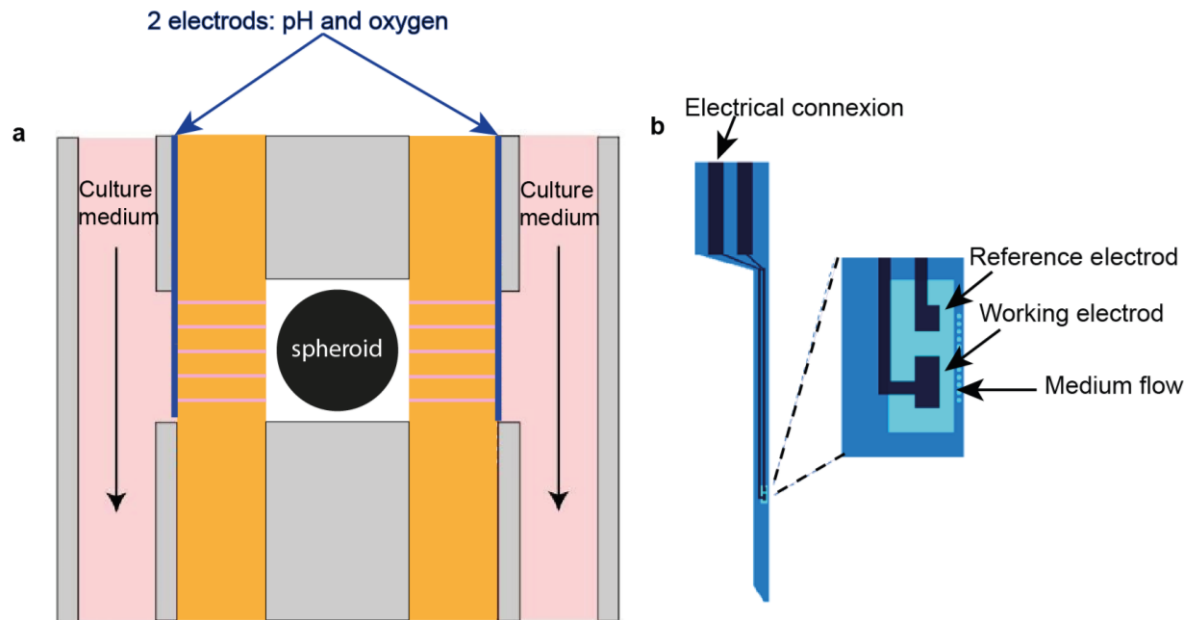 2 electrods: pH and oxygen
a
Culture
medium
Culture
medium
spheroid
b
Electrical connexion
Reference electrod
Working electrod
Medium flow